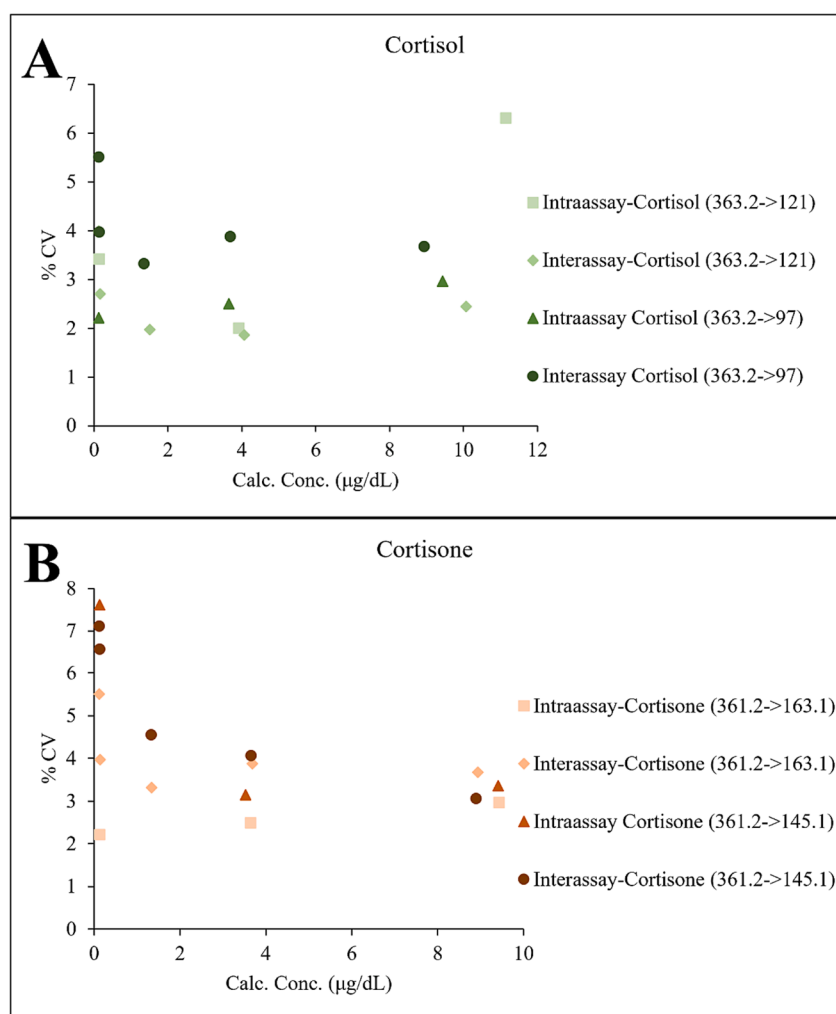 A
Cortisol
7
6
5
4
3
2
1
0
% CV
0 2 4 6 8 10 12
Calc. Conc. (µg/dL)
Intraassay-Cortisol (363.2->121)
Interassay-Cortisol (363.2->121)
Intraassay Cortisol (363.2->97)
Interassay Cortisol (363.2->97)
B
Cortisone
8
7
6
5
4
3
2
1
0
% CV
0 2 4 6 8 10
Calc. Conc. (µg/dL)
Intraassay-Cortisone (361.2->163.1)
Interassay-Cortisone (361.2->163.1)
Intraassay Cortisone (361.2->145.1)
Interassay-Cortisone (361.2->145.1)